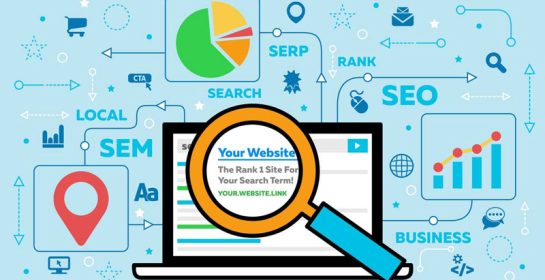 SERP
RANK
CTA
SEARCH
SEO
LOCAL
SEM
Your Website
The Rank 1 Site For
Your Search Term!
YOUR.WEBSITE.LINK
Aa
BUSINESS